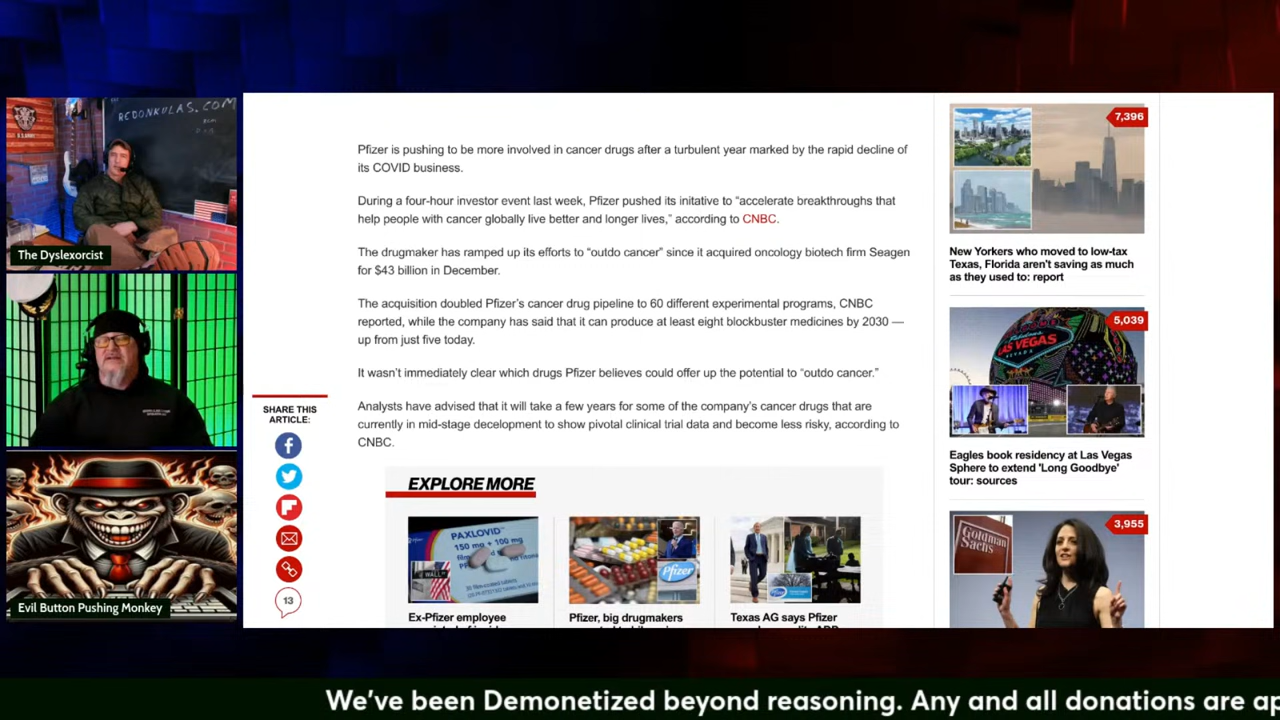 RCDONKULAS.COM
The Dyslexorcist
Evil Button Pushing Monkey
Pfizer is pushing to be more involved in cancer drugs after a turbulent year marked by the rapid decline of
its COVID business.
During a four-hour investor event last week, Pfizer pushed its initative to “accelerate breakthroughs that
help people with cancer globally live better and longer lives,” according to CNBC.
The drugmaker has ramped up its efforts to “outdo cancer” since it acquired oncology biotech firm Seagen
for $43 billion in December.
The acquisition doubled Pfizer’s cancer drug pipeline to 60 different experimental programs, CNBC
reported, while the company has said that it can produce at least eight blockbuster medicines by 2030 —
up from just five today.
It wasn’t immediately clear which drugs Pfizer believes could offer up the potential to “outdo cancer.”
Analysts have advised that it will take a few years for some of the company’s cancer drugs that are
currently in mid-stage development to show pivotal clinical trial data and become less risky, according to
CNBC.
SHARE THIS
ARTICLE:
13
EXPLORE MORE
PAXLOVID
150 mg + 100 mg
WALL
Pfizer
Ex-Pfizer employee
Pfizer, big drugmakers
Texas AG says Pfizer
7,396
New Yorkers who moved to low-tax
Texas, Florida aren't saving as much
as they used to: report
5,039
LAS VEGAS
Eagles book residency at Las Vegas
Sphere to extend 'Long Goodbye'
tour: sources
3,955
Goldman
Sachs
We've been Demonetized beyond reasoning. Any and all donations are ap